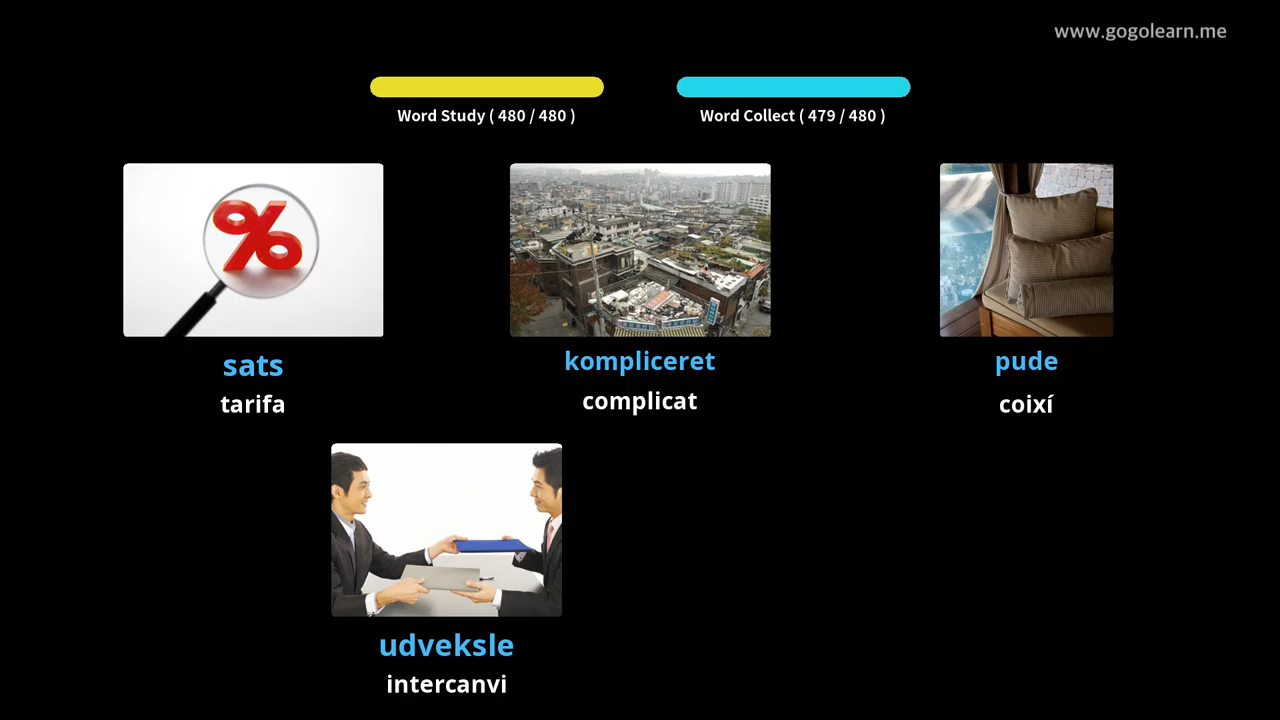 www.gogolearn.me
Word Study ( 480 / 480 )
Word Collect ( 479 / 480 )
sats
tarifa
kompliceret
complicat
pude
coixí
udveksle
intercanvi